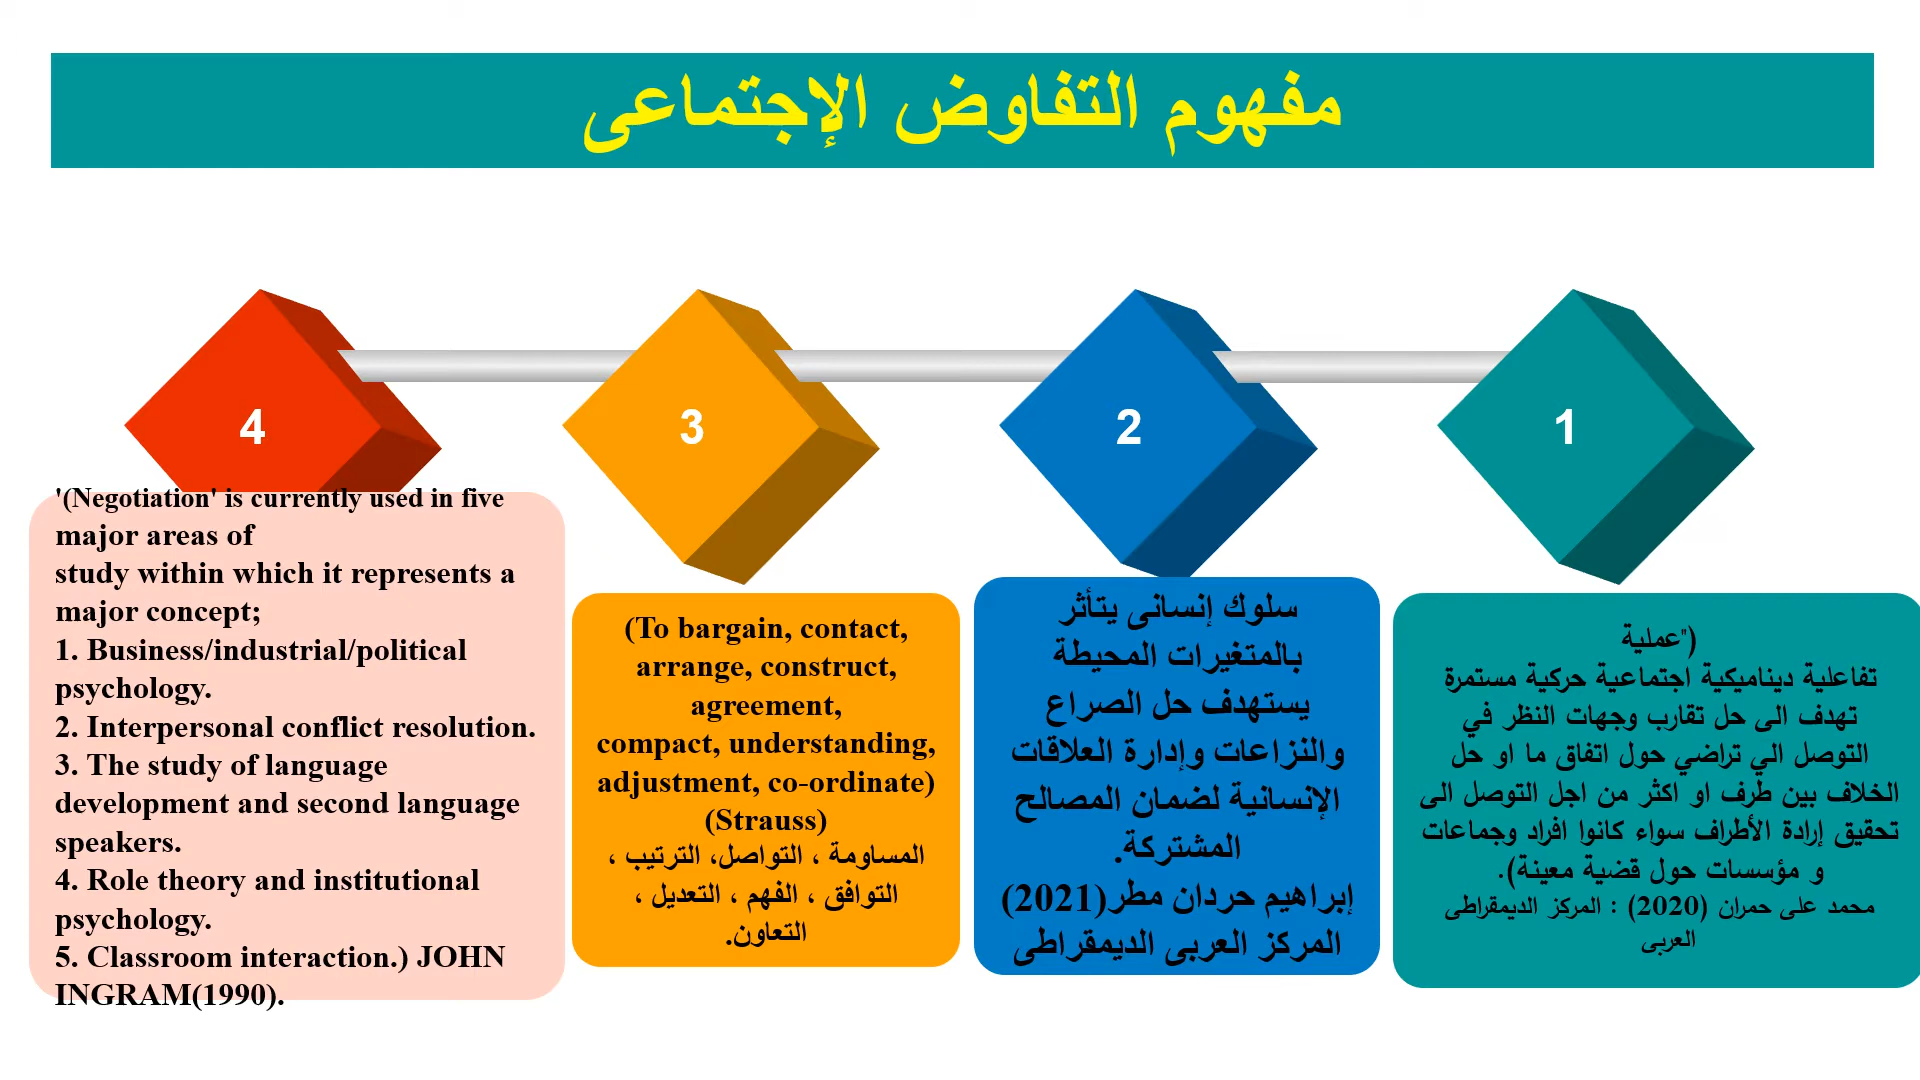 مفهوم التفاوض الإجتماعى
1
("عملية
تفاعلية ديناميكية اجتماعية حركية مستمرة
تهدف الى حل تقارب وجهات النظر في
التوصل الي تراضي حول اتفاق ما او حل
الخلاف بين طرف او اكثر من اجل التوصل الى
تحقيق إرادة الأطراف سواء كانوا افراد وجماعات
و مؤسسات حول قضية معينة).
محمد على حمران (2020) : المركز الديمقراطى
العربى
2
سلوك إنسانى يتأثر
بالمتغيرات المحيطة
يستهدف حل الصراع
والنزاعات وإدارة العلاقات
الإنسانية لضمان المصالح
المشتركة.
إبراهيم حردان مطر(2021)
المركز العربى الديمقراطى
3
(To bargain, contact,
arrange, construct,
agreement,
compact, understanding,
adjustment, co-ordinate)
(Strauss)
المساومة ، التواصل، الترتيب ،
التوافق ، الفهم ، التعديل ،
التعاون.
4
'(Negotiation' is currently used in five
major areas of
study within which it represents a
major concept;
1. Business/industrial/political
psychology.
2. Interpersonal conflict resolution.
3. The study of language
development and second language
speakers.
4. Role theory and institutional
psychology.
5. Classroom interaction.) JOHN
INGRAM(1990).